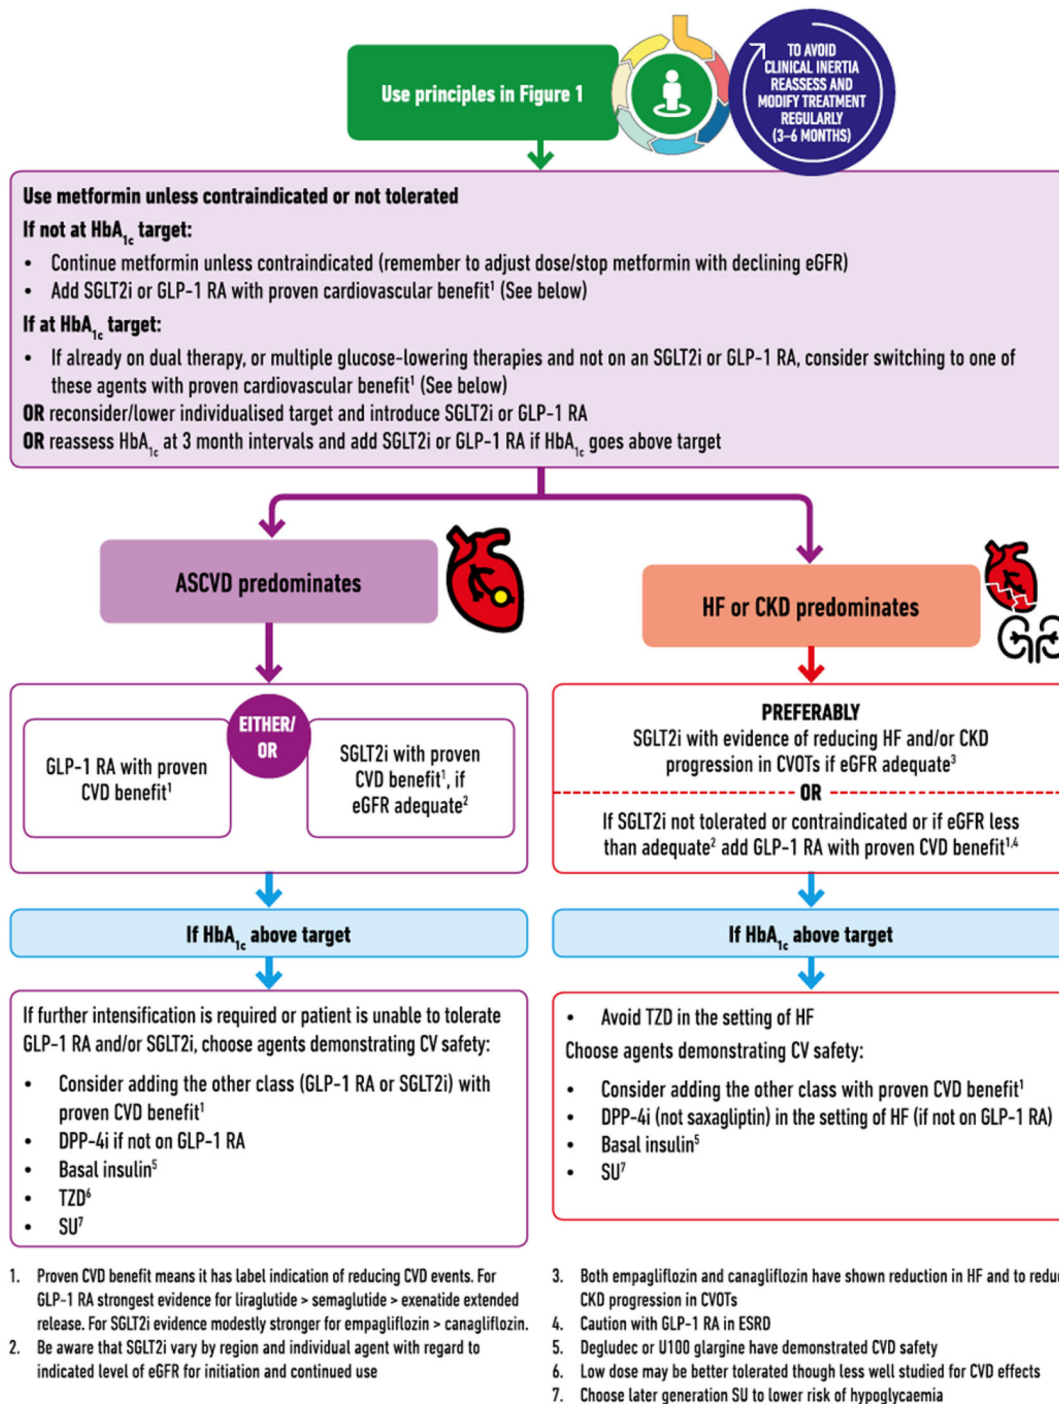 Use principles in Figure 1
TO AVOID
CLINICAL INERTIA
REASSESS AND
MODIFY TREATMENT
REGULARLY
(3–6 MONTHS)
Use metformin unless contraindicated or not tolerated
If not at HbA1c target:
• Continue metformin unless contraindicated (remember to adjust dose/stop metformin with declining eGFR)
• Add SGLT2i or GLP-1 RA with proven cardiovascular benefit¹ (See below)
If at HbA1c target:
• If already on dual therapy, or multiple glucose-lowering therapies and not on an SGLT2i or GLP-1 RA, consider switching to one of
these agents with proven cardiovascular benefit¹ (See below)
OR reconsider/lower individualised target and introduce SGLT2i or GLP-1 RA
OR reassess HbA1c at 3 month intervals and add SGLT2i or GLP-1 RA if HbA1c goes above target
ASCVD predominates
EITHER/
OR
GLP-1 RA with proven
CVD benefit¹
SGLT2i with proven
CVD benefit¹, if
eGFR adequate²
If HbA1c above target
If further intensification is required or patient is unable to tolerate
GLP-1 RA and/or SGLT2i, choose agents demonstrating CV safety:
• Consider adding the other class (GLP-1 RA or SGLT2i) with
proven CVD benefit¹
• DPP-4i if not on GLP-1 RA
• Basal insulin⁵
• TZD⁶
• SU⁷
HF or CKD predominates
PREFERABLY
SGLT2i with evidence of reducing HF and/or CKD
progression in CVOTs if eGFR adequate³
OR
If SGLT2i not tolerated or contraindicated or if eGFR less
than adequate² add GLP-1 RA with proven CVD benefit¹,⁴
If HbA1c above target
• Avoid TZD in the setting of HF
Choose agents demonstrating CV safety:
• Consider adding the other class with proven CVD benefit¹
• DPP-4i (not saxagliptin) in the setting of HF (if not on GLP-1 RA)
• Basal insulin⁵
• SU⁷
1. Proven CVD benefit means it has label indication of reducing CVD events. For
GLP-1 RA strongest evidence for liraglutide > semaglutide > exenatide extended
release. For SGLT2i evidence modestly stronger for empagliflozin > canagliflozin.
2. Be aware that SGLT2i vary by region and individual agent with regard to
indicated level of eGFR for initiation and continued use
3. Both empagliflozin and canagliflozin have shown reduction in HF and to reduc
CKD progression in CVOTs
4. Caution with GLP-1 RA in ESRD
5. Degludec or U100 glargine have demonstrated CVD safety
6. Low dose may be better tolerated though less well studied for CVD effects
7. Choose later generation SU to lower risk of hypoglycaemia